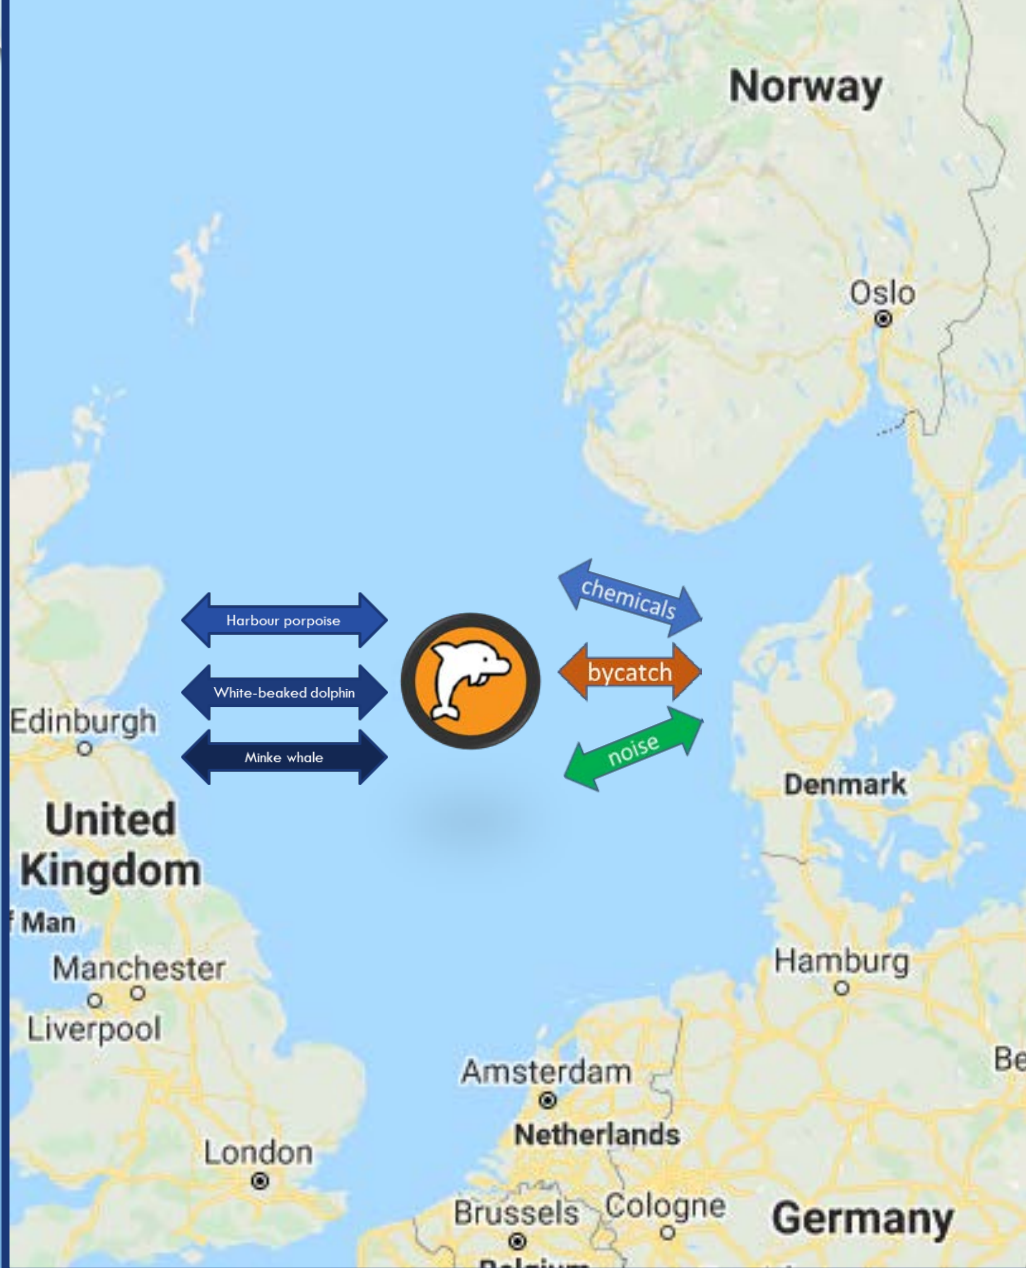 Norway
Oslo
chemicals
Harbour porpoise
bycatch
White-beaked dolphin
Edinburgh
noise
Minke whale
Denmark
United
Kingdom
f Man
Manchester
Hamburg
Liverpool
Be
Amsterdam
Netherlands
London
Brussels
Cologne
Germany
Belgium